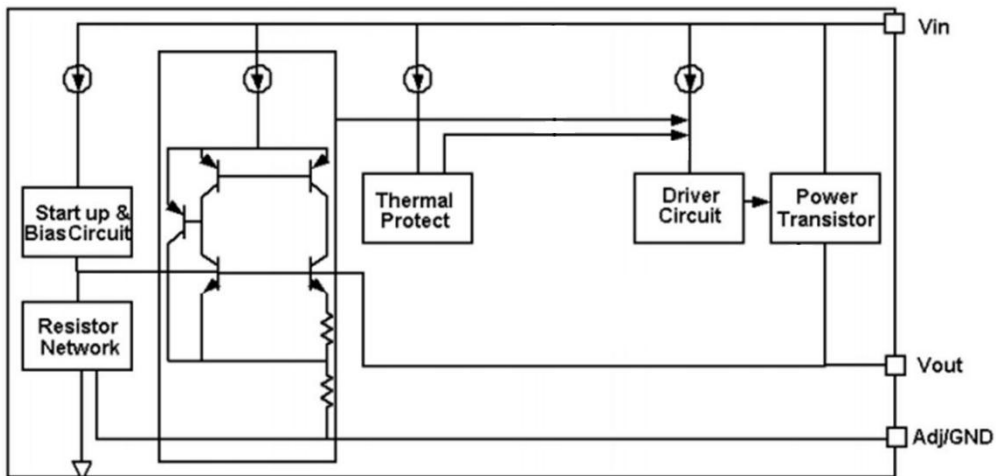 Vin
Start up &
Bias Circuit
Thermal
Protect
Driver
Circuit
Power
Transistor
Resistor
Network
Vout
Adj/GND